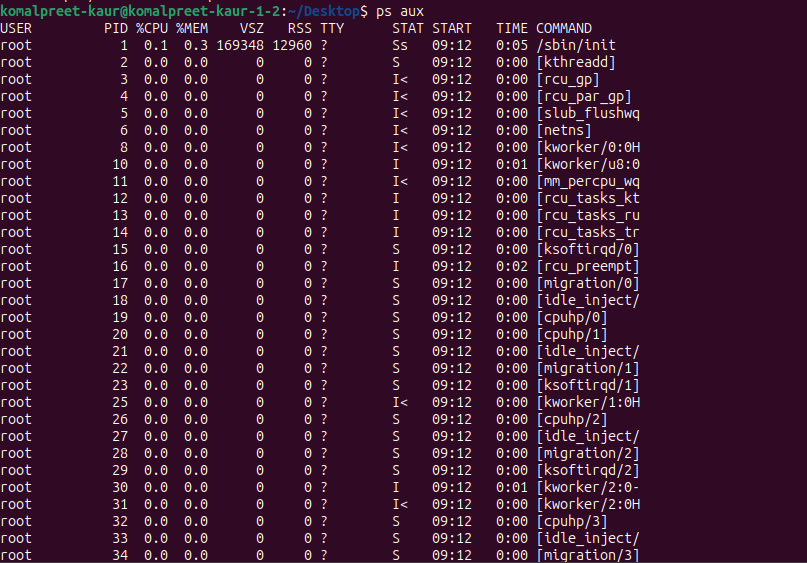 komalpreet-kaur@komalpreet-kaur-1-2:~/Desktop$ ps aux
USER PID %CPU %MEM VSZ RSS TTY STAT START TIME COMMAND
root 1 0.1 0.3 169348 12960 ? Ss 09:12 0:05 /sbin/init
root 2 0.0 0.0 0 0 ? S 09:12 0:00 [kthreadd]
root 3 0.0 0.0 0 0 ? I< 09:12 0:00 [rcu_gp]
root 4 0.0 0.0 0 0 ? I< 09:12 0:00 [rcu_par_gp]
root 5 0.0 0.0 0 0 ? I< 09:12 0:00 [slub_flushwq
root 6 0.0 0.0 0 0 ? I< 09:12 0:00 [netns]
root 8 0.0 0.0 0 0 ? I< 09:12 0:00 [kworker/0:0H
root 10 0.0 0.0 0 0 ? I 09:12 0:01 [kworker/u8:0
root 11 0.0 0.0 0 0 ? I< 09:12 0:00 [mm_percpu_wq
root 12 0.0 0.0 0 0 ? I 09:12 0:00 [rcu_tasks_kt
root 13 0.0 0.0 0 0 ? I 09:12 0:00 [rcu_tasks_ru
root 14 0.0 0.0 0 0 ? I 09:12 0:00 [rcu_tasks_tr
root 15 0.0 0.0 0 0 ? S 09:12 0:00 [ksoftirqd/0]
root 16 0.0 0.0 0 0 ? I 09:12 0:02 [rcu_preempt]
root 17 0.0 0.0 0 0 ? S 09:12 0:00 [migration/0]
root 18 0.0 0.0 0 0 ? S 09:12 0:00 [idle_inject/
root 19 0.0 0.0 0 0 ? S 09:12 0:00 [cpuhp/0]
root 20 0.0 0.0 0 0 ? S 09:12 0:00 [cpuhp/1]
root 21 0.0 0.0 0 0 ? S 09:12 0:00 [idle_inject/
root 22 0.0 0.0 0 0 ? S 09:12 0:00 [migration/1]
root 23 0.0 0.0 0 0 ? S 09:12 0:00 [ksoftirqd/1]
root 25 0.0 0.0 0 0 ? I< 09:12 0:00 [kworker/1:0H
root 26 0.0 0.0 0 0 ? S 09:12 0:00 [cpuhp/2]
root 27 0.0 0.0 0 0 ? S 09:12 0:00 [idle_inject/
root 28 0.0 0.0 0 0 ? S 09:12 0:00 [migration/2]
root 29 0.0 0.0 0 0 ? S 09:12 0:00 [ksoftirqd/2]
root 30 0.0 0.0 0 0 ? I 09:12 0:01 [kworker/2:0-
root 31 0.0 0.0 0 0 ? I< 09:12 0:00 [kworker/2:0H
root 32 0.0 0.0 0 0 ? S 09:12 0:00 [cpuhp/3]
root 33 0.0 0.0 0 0 ? S 09:12 0:00 [idle_inject/
root 34 0.0 0.0 0 0 ? S 09:12 0:00 [migration/3]